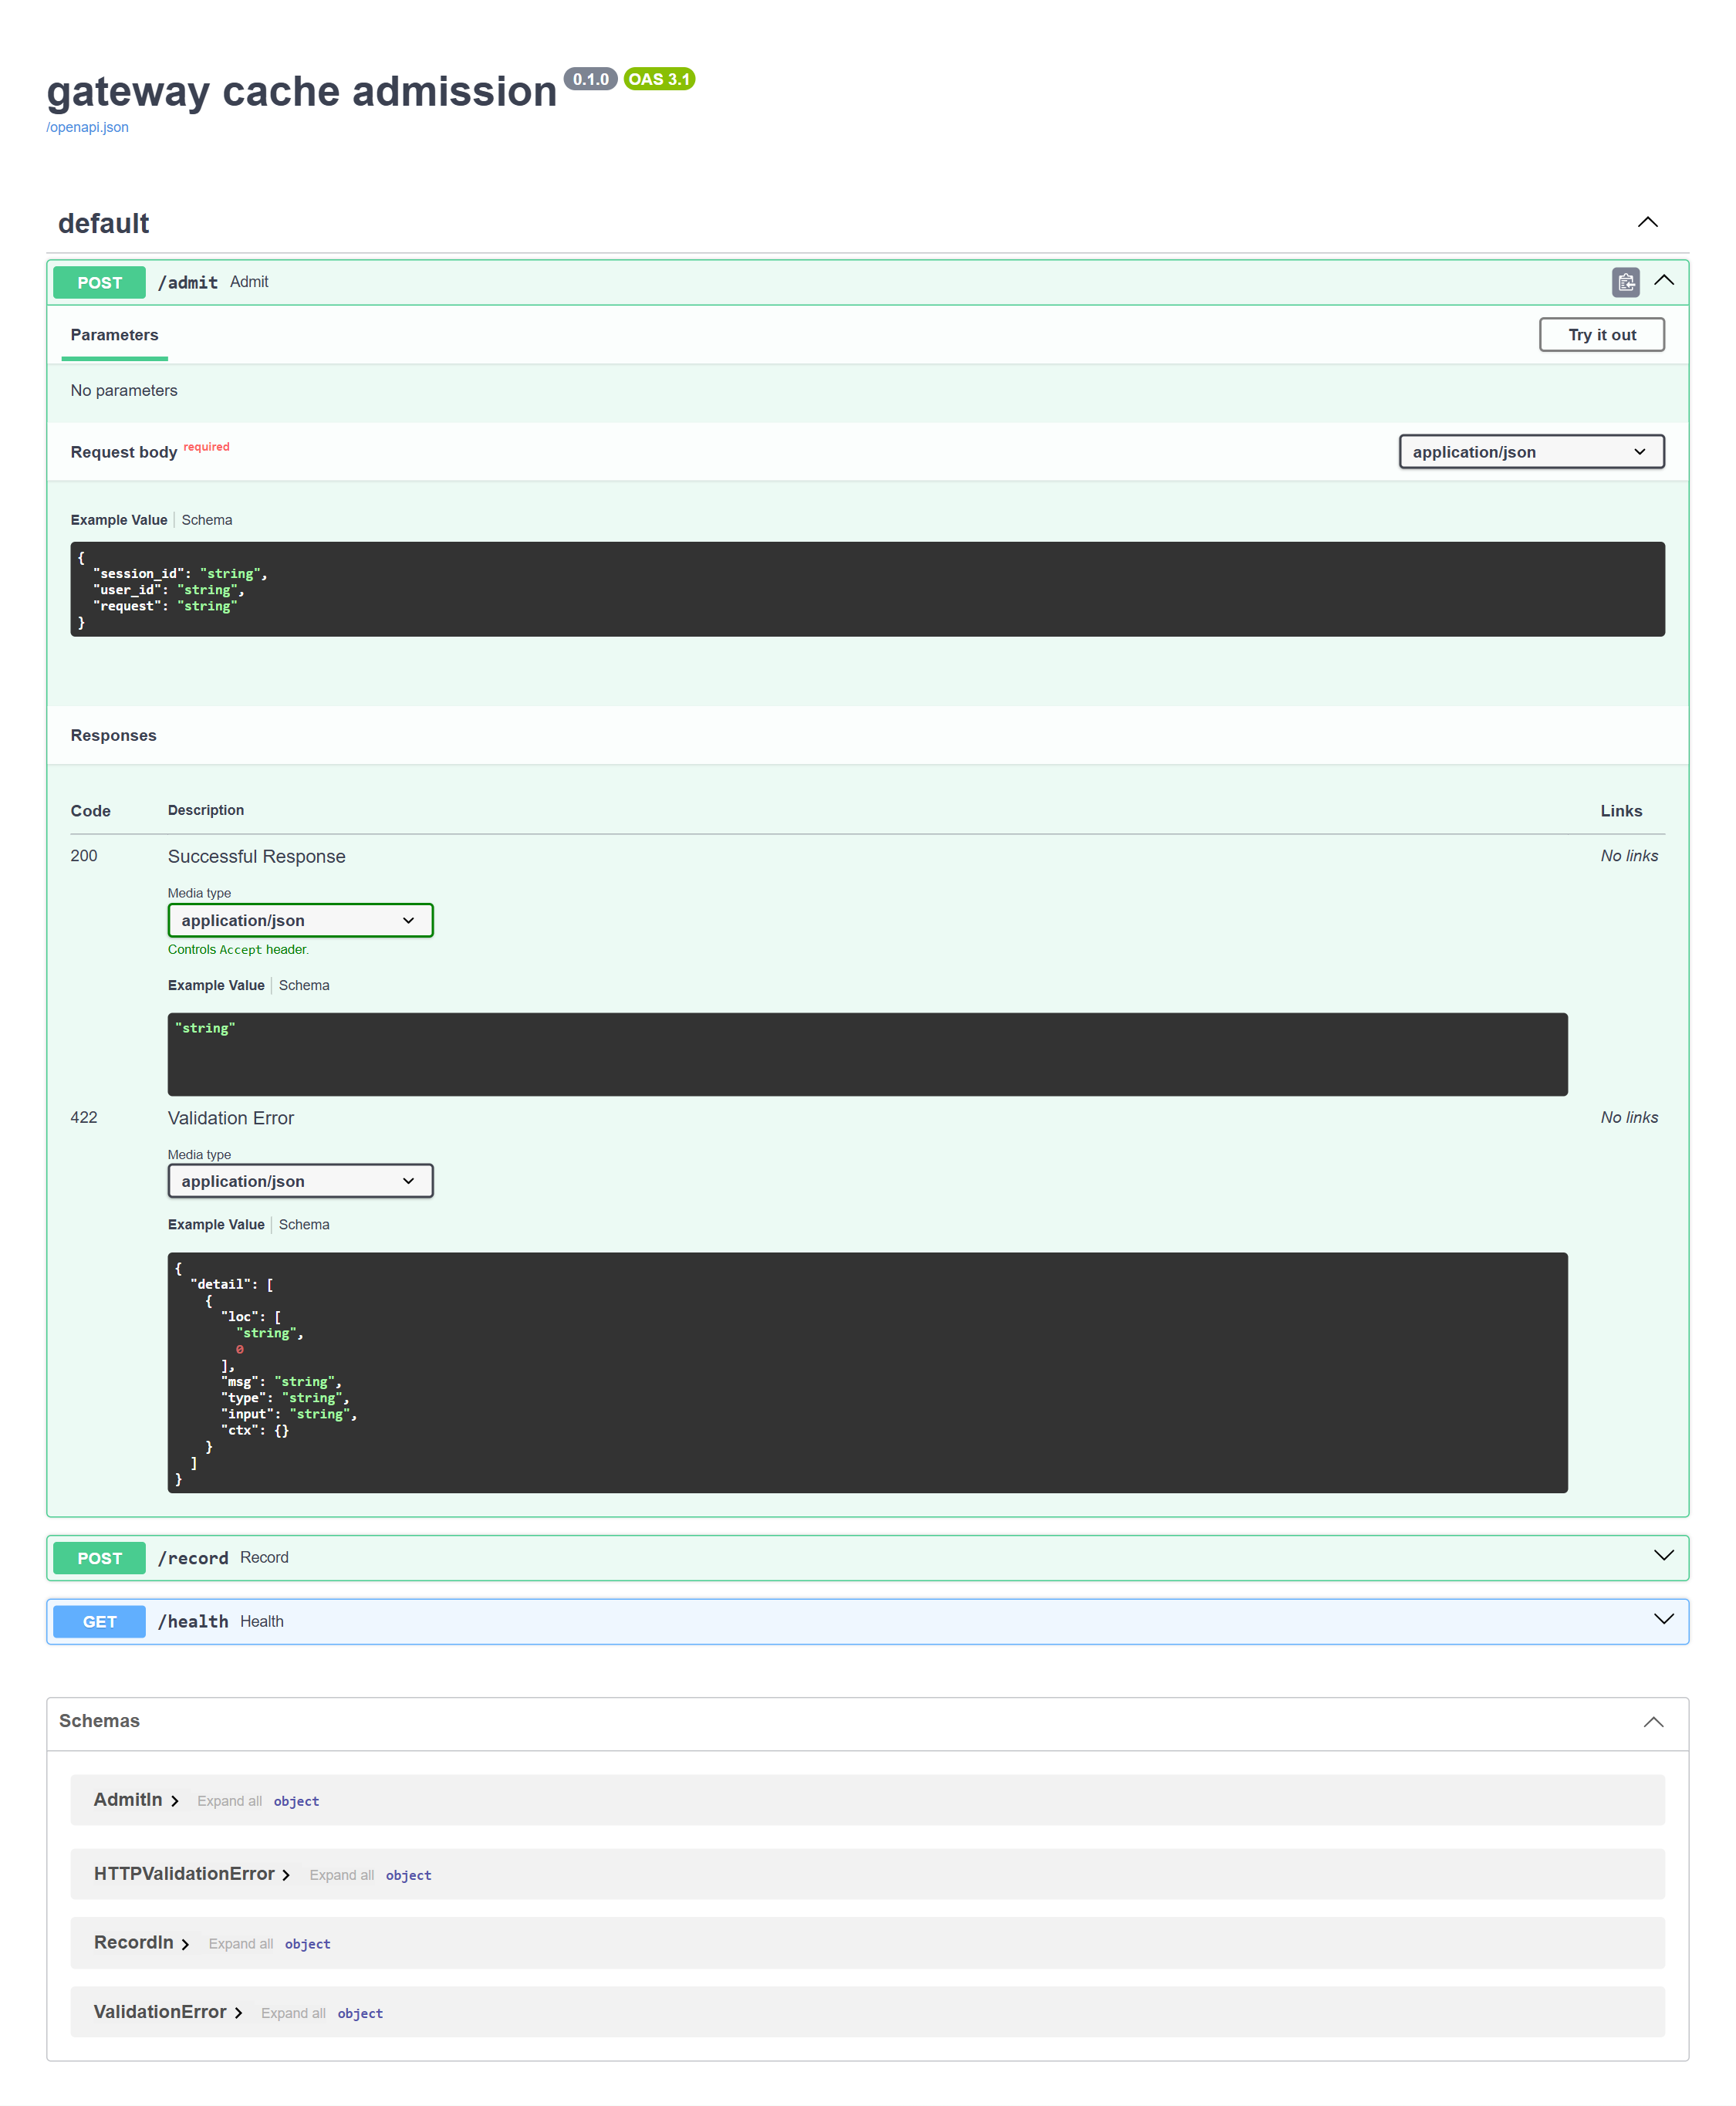 gateway cache admission 0.1.0 OAS 3.1
/openapi.json
default
POST /admit Admit
Parameters Try it out
No parameters
Request body required application/json
Example Value Schema
{
  "session_id": "string",
  "user_id": "string",
  "request": "string"
}
Responses
Code Description Links
200 Successful Response No links
Media type
application/json
Controls Accept header.
Example Value Schema
"string"
422 Validation Error No links
Media type
application/json
Example Value Schema
{
  "detail": [
    {
      "loc": [
        "string",
        0
      ],
      "msg": "string",
      "type": "string",
      "input": "string",
      "ctx": {}
    }
  ]
}
POST /record Record
GET /health Health
Schemas
AdmitIn Expand all object
HTTPValidationError Expand all object
RecordIn Expand all object
ValidationError Expand all object